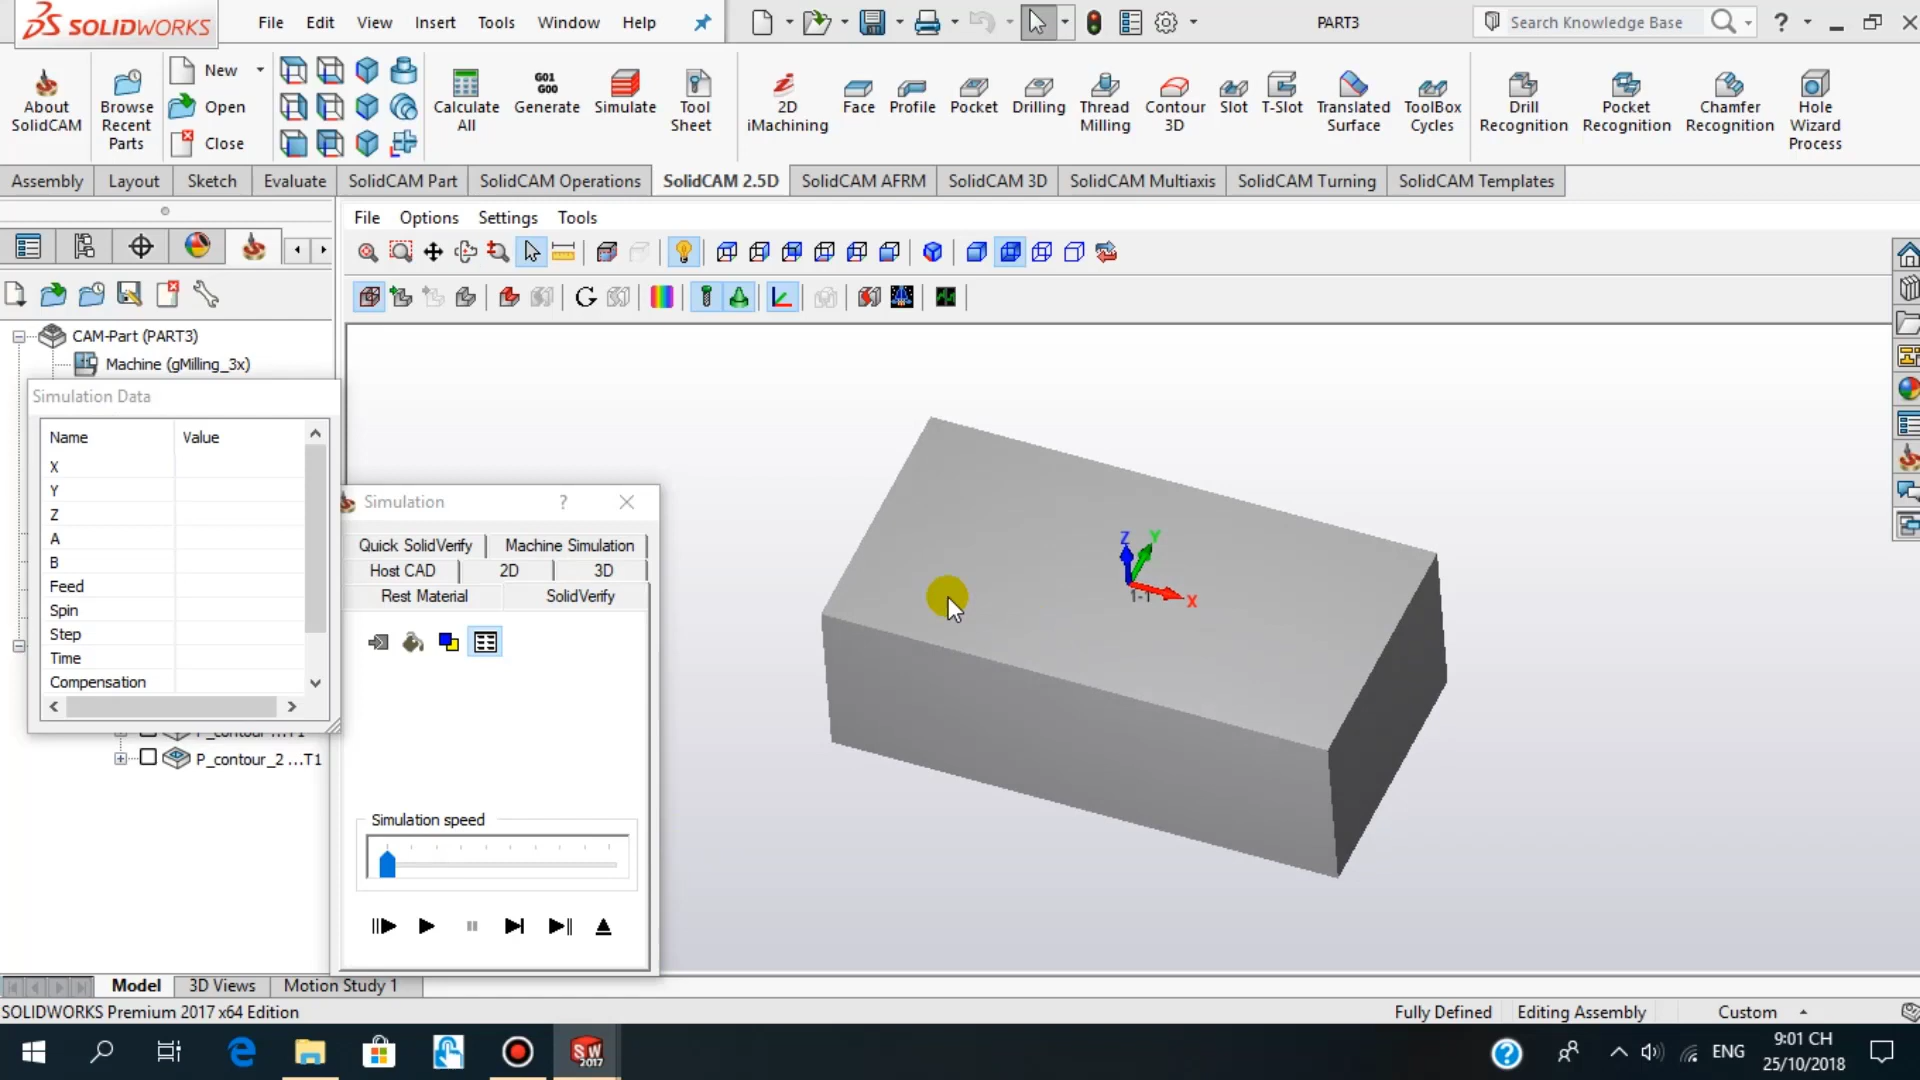 SOLIDWORKS
File Edit View Insert Tools Window Help
PART3
Search Knowledge Base
?
About SolidCAM
Browse Recent Parts
New
Open
Close
Calculate All
G01 G00
Generate
Simulate
Tool Sheet
2D iMachining
Face
Profile
Pocket
Drilling
Thread Milling
Contour 3D
Slot
T-Slot
Translated Surface
ToolBox Cycles
Drill Recognition
Pocket Recognition
Chamfer Recognition
Hole Wizard Process
Assembly Layout Sketch Evaluate SolidCAM Part SolidCAM Operations SolidCAM 2.5D SolidCAM AFRM SolidCAM 3D SolidCAM Multiaxis SolidCAM Turning SolidCAM Templates
File Options Settings Tools
CAM-Part (PART3)
Machine (gMilling_3x)
Simulation Data
Name Value
X
Y
Z
A
B
Feed
Spin
Step
Time
Compensation
P_contour_2 ...T1
Simulation ?
Quick SolidVerify Machine Simulation
Host CAD 2D 3D
Rest Material SolidVerify
Simulation speed
Z Y
1-1 X
Model 3D Views Motion Study 1
SOLIDWORKS Premium 2017 x64 Edition
Fully Defined Editing Assembly Custom
SW 2017
ENG
9:01 CH
25/10/2018